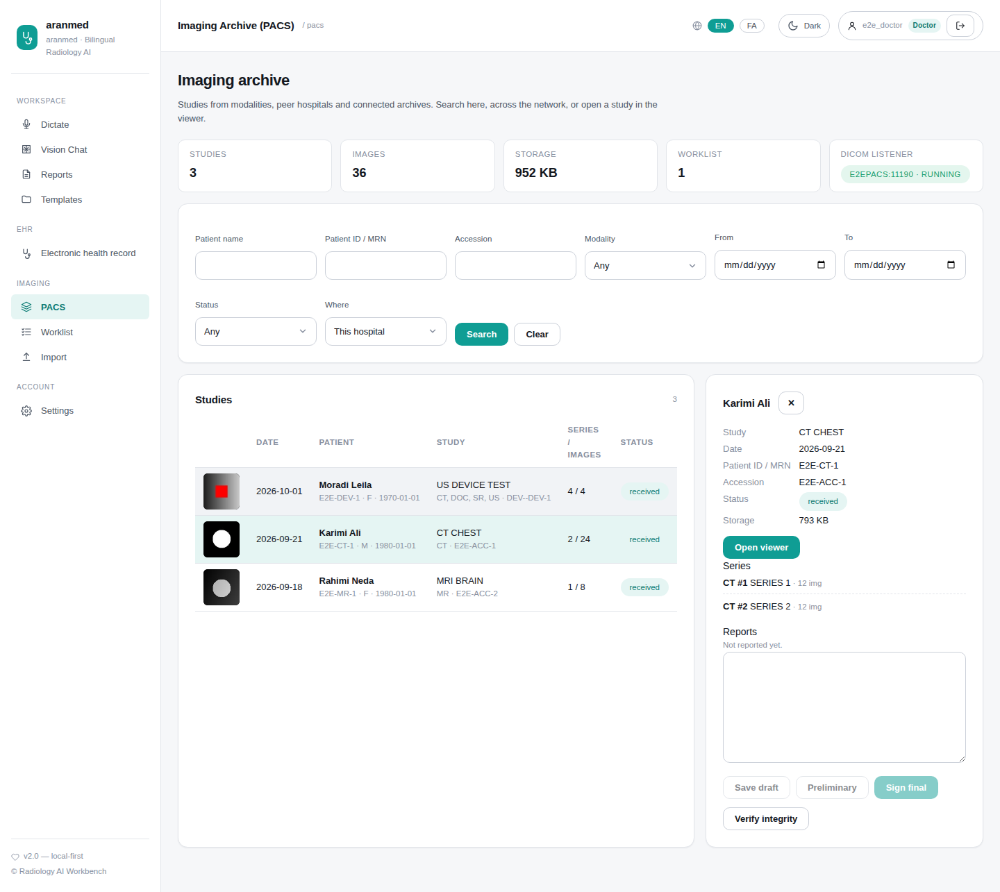 aranmed
aranmed · Bilingual
Radiology AI
WORKSPACE
Dictate
Vision Chat
Reports
Templates
EHR
Electronic health record
IMAGING
PACS
Worklist
Import
ACCOUNT
Settings
v2.0 — local-first
© Radiology AI Workbench
Imaging Archive (PACS) / pacs
EN FA Dark e2e_doctor Doctor
Imaging archive
Studies from modalities, peer hospitals and connected archives. Search here, across the network, or open a study in the
viewer.
STUDIES IMAGES STORAGE WORKLIST DICOM LISTENER
3 36 952 KB 1 E2EPACS:11190 · RUNNING
Patient name Patient ID / MRN Accession Modality From To
Any mm/dd/yyyy mm/dd/yyyy
Status Where
Any This hospital Search Clear
Studies 3
DATE PATIENT STUDY SERIES / IMAGES STATUS
2026-10-01 Moradi Leila US DEVICE TEST 4 / 4 received
E2E-DEV-1 · F · 1970-01-01 CT, DOC, SR, US · DEV--DEV-1
2026-09-21 Karimi Ali CT CHEST 2 / 24 received
E2E-CT-1 · M · 1980-01-01 CT · E2E-ACC-1
2026-09-18 Rahimi Neda MRI BRAIN 1 / 8 received
E2E-MR-1 · F · 1980-01-01 MR · E2E-ACC-2
Karimi Ali ✕
Study CT CHEST
Date 2026-09-21
Patient ID / MRN E2E-CT-1
Accession E2E-ACC-1
Status received
Storage 793 KB
Open viewer
Series
CT #1 SERIES 1 · 12 img
CT #2 SERIES 2 · 12 img
Reports
Not reported yet.
Save draft Preliminary Sign final
Verify integrity